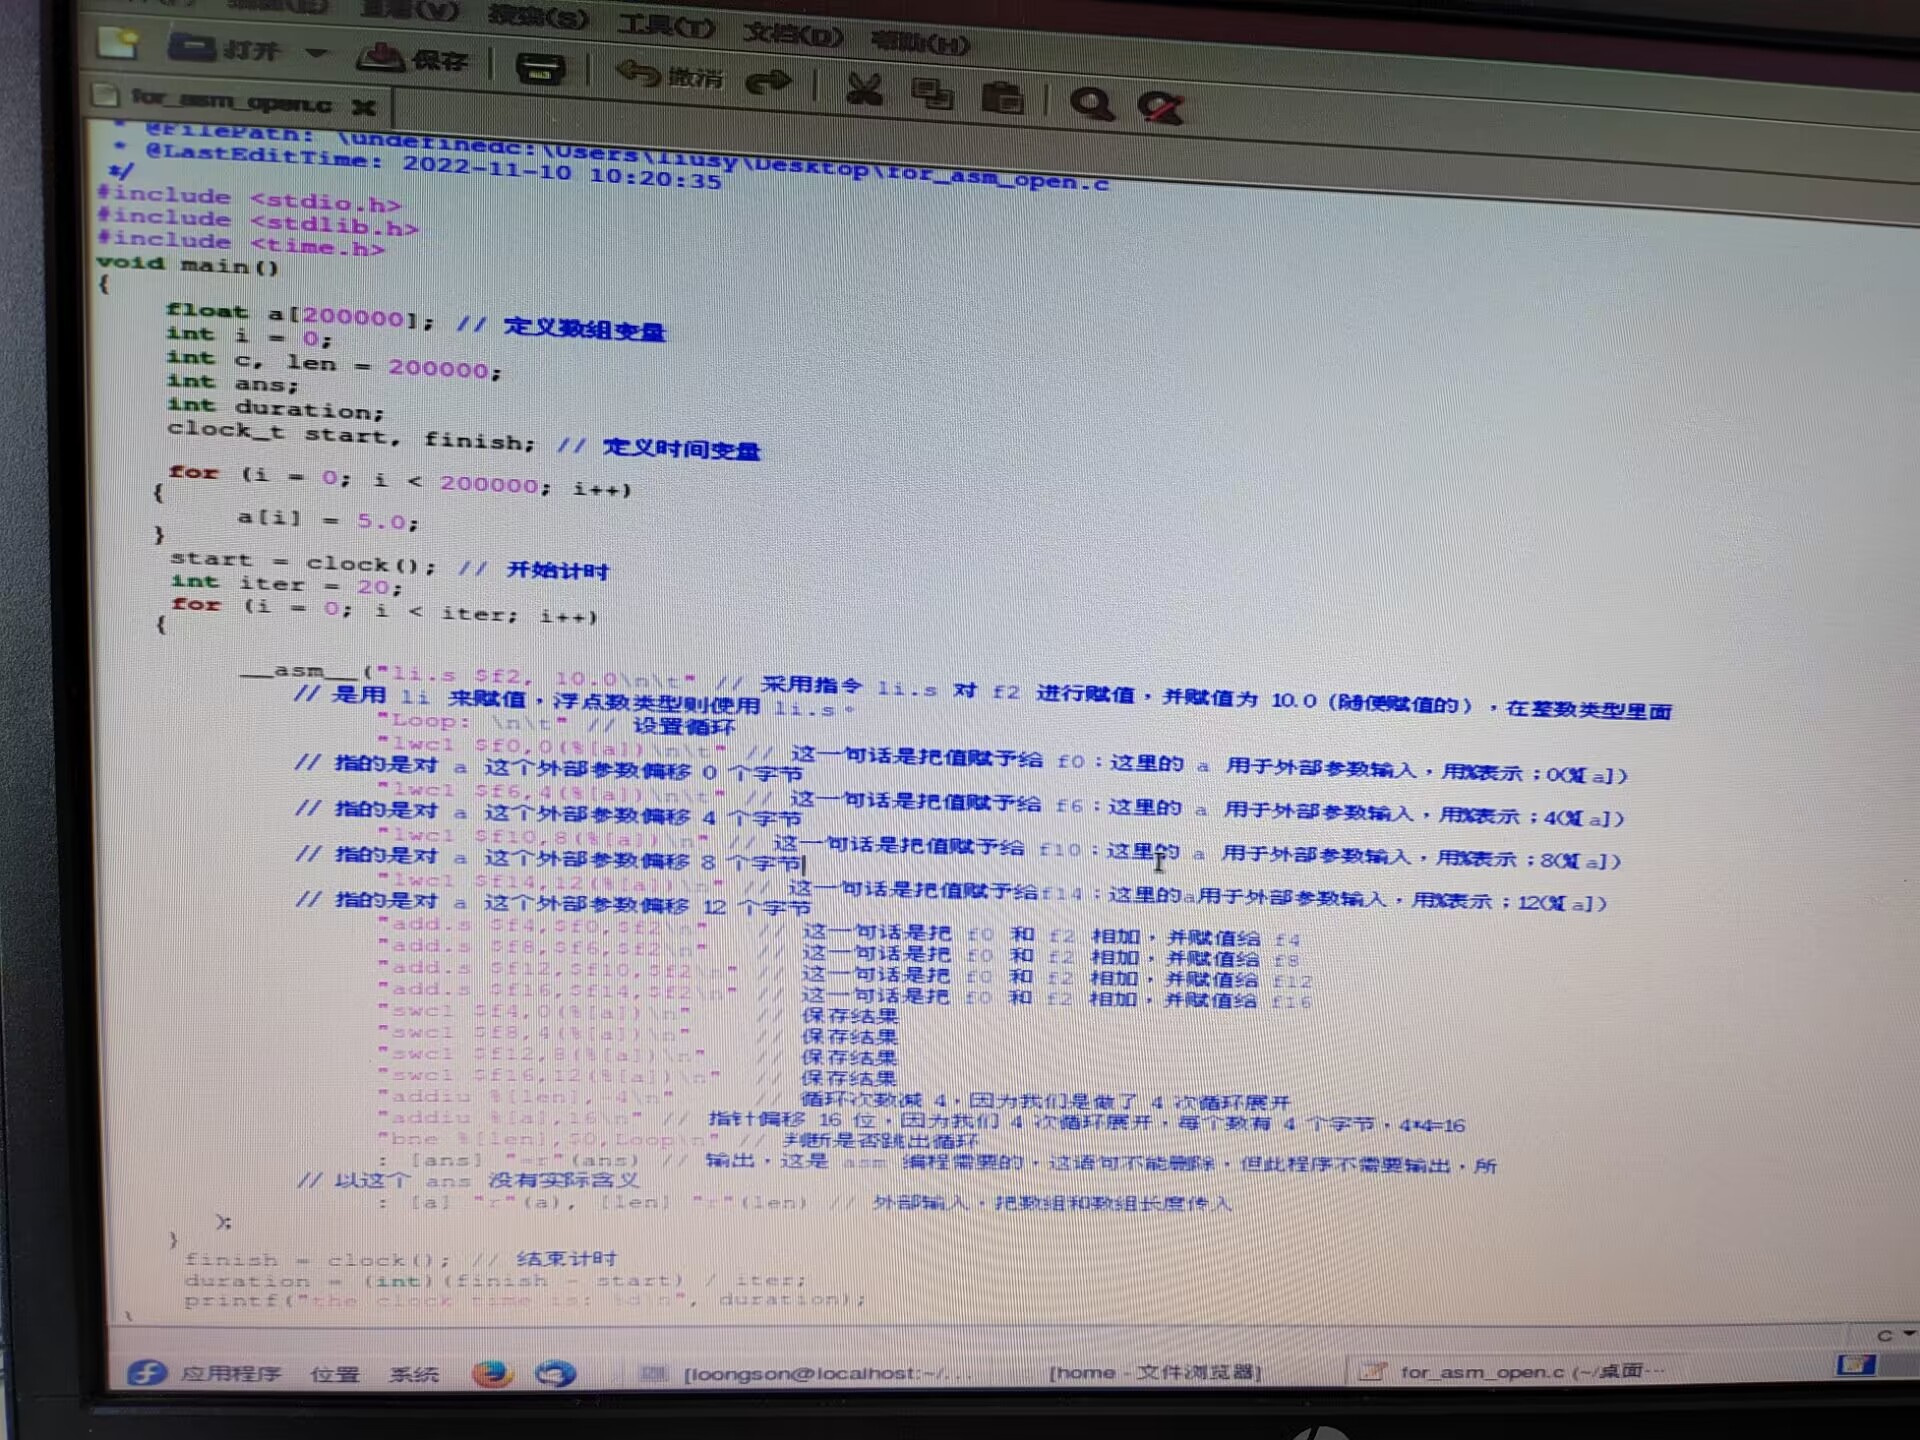 查看(V) 搜索(S) 工具(T) 文档(D) 帮助(H)
打开 保存 撤消
for_asm_open.c
* @FilePath: \undefinedc:\Users\liusy\Desktop\for_asm_open.c
* @LastEditTime: 2022-11-10 10:20:35
*/
#include <stdio.h>
#include <stdlib.h>
#include <time.h>
void main()
{
float a[200000]; // 定义数组变量
int i = 0;
int c, len = 200000;
int ans;
int duration;
clock_t start, finish; // 定义时间变量
for (i = 0; i < 200000; i++)
{
a[i] = 5.0;
}
start = clock(); // 开始计时
int iter = 20;
for (i = 0; i < iter; i++)
{
__asm__("li.s $f2, 10.0\n\t" // 采用指令 li.s 对 f2 进行赋值，并赋值为 10.0（随便赋值的），在整数类型里面
// 是用 li 来赋值，浮点数类型则使用 li.s。
"Loop: \n\t" // 设置循环
"lwc1 $f0,0(%[a])\n\t" // 这一句话是把值赋予给 f0：这里的 a 用于外部参数输入，用%表示；0(%[a])
// 指的是对 a 这个外部参数偏移 0 个字节
"lwc1 $f6,4(%[a])\n\t" // 这一句话是把值赋予给 f6：这里的 a 用于外部参数输入，用%表示；4(%[a])
// 指的是对 a 这个外部参数偏移 4 个字节
"lwc1 $f10,8(%[a])\n" // 这一句话是把值赋予给 f10：这里的 a 用于外部参数输入，用%表示；8(%[a])
// 指的是对 a 这个外部参数偏移 8 个字节
"lwc1 $f14,12(%[a])\n" // 这一句话是把值赋予给f14：这里的a用于外部参数输入，用%表示；12(%[a])
// 指的是对 a 这个外部参数偏移 12 个字节
"add.s $f4,$f0,$f2\n" // 这一句话是把 f0 和 f2 相加，并赋值给 f4
"add.s $f8,$f6,$f2\n" // 这一句话是把 f0 和 f2 相加，并赋值给 f8
"add.s $f12,$f10,$f2\n" // 这一句话是把 f0 和 f2 相加，并赋值给 f12
"add.s $f16,$f14,$f2\n" // 这一句话是把 f0 和 f2 相加，并赋值给 f16
"swc1 $f4,0(%[a])\n" // 保存结果
"swc1 $f8,4(%[a])\n" // 保存结果
"swc1 $f12,8(%[a])\n" // 保存结果
"swc1 $f16,12(%[a])\n" // 保存结果
"addiu %[len],-4\n" // 循环次数减 4，因为我们是做了 4 次循环展开
"addiu %[a],16\n" // 指针偏移 16 位，因为我们 4 次循环展开，每个数有 4 个字节，4*4=16
"bne %[len],$0,Loop\n" // 判断是否跳出循环
: [ans] "=r"(ans) // 输出，这是 asm 编程需要的，这语句不能删除，但此程序不需要输出，所
// 以这个 ans 没有实际含义
: [a] "r"(a), [len] "r"(len) // 外部输入，把数组和数组长度传入
);
}
finish = clock(); // 结束计时
duration = (int)(finish - start) / iter;
printf("the clock time is: %d\n", duration);
}
C
应用程序 位置 系统 [loongson@localhost:~/... [home - 文件浏览器] for_asm_open.c (~/桌面...